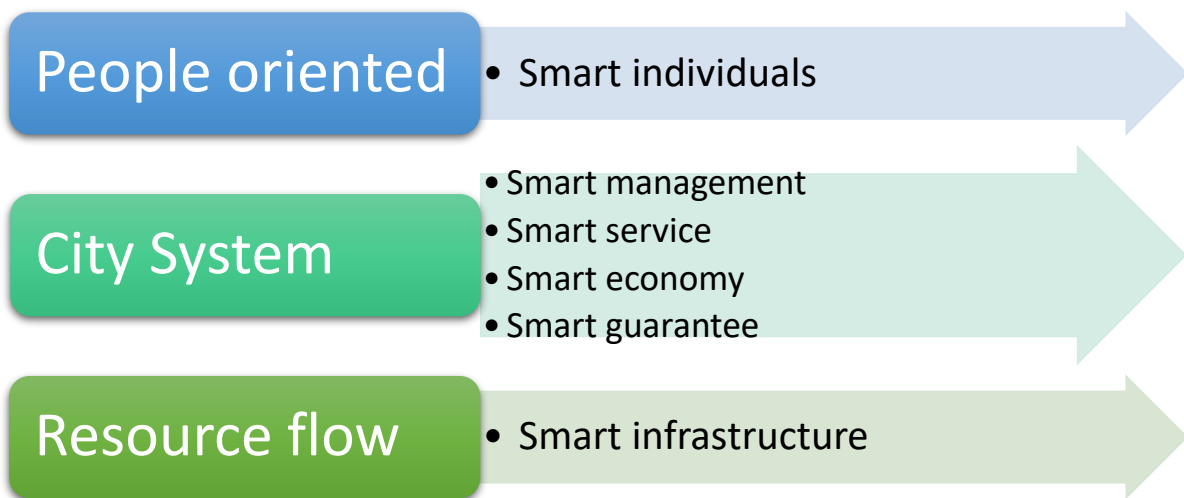 People oriented
• Smart individuals
City System
• Smart management
• Smart service
• Smart economy
• Smart guarantee
Resource flow
• Smart infrastructure